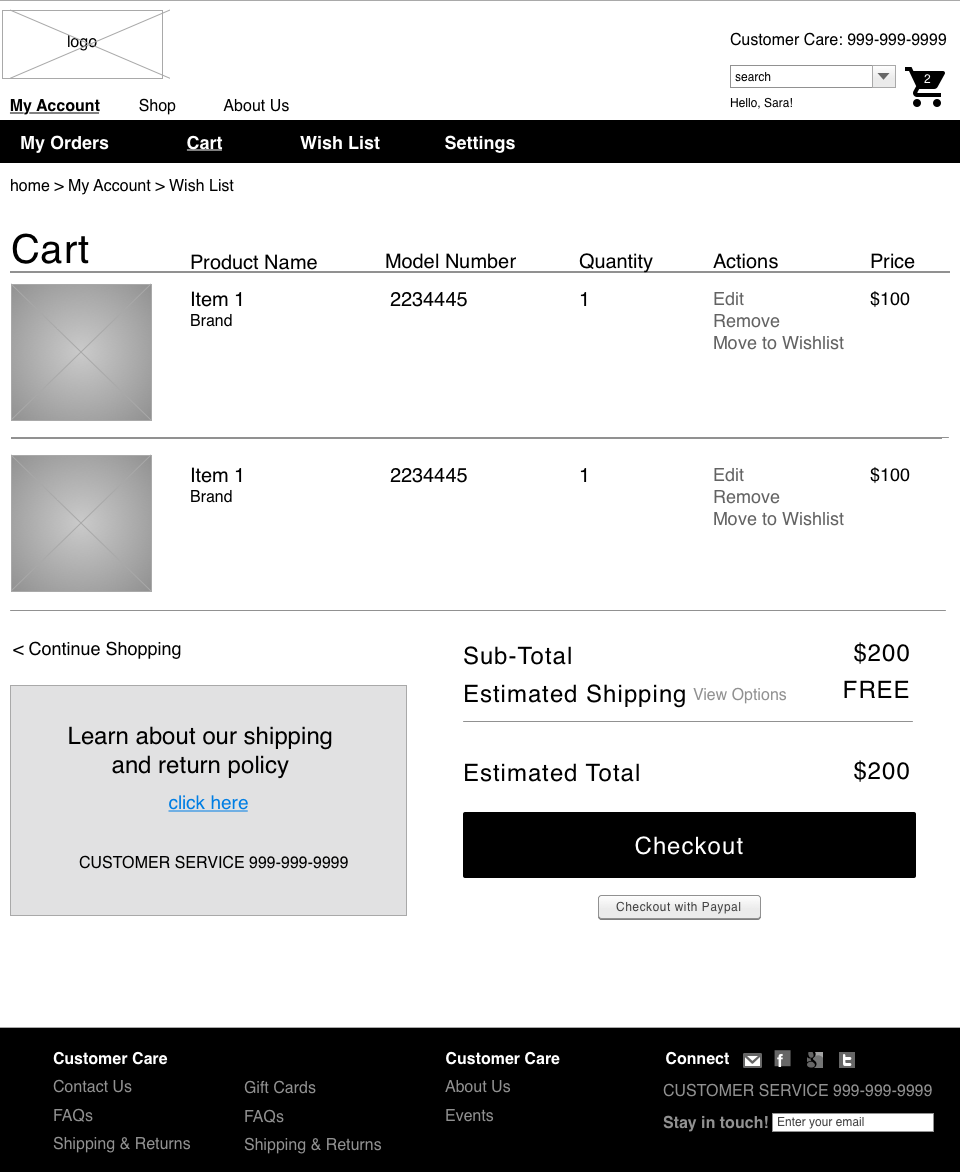 logo
Customer Care: 999-999-9999
search
2
Hello, Sara!
My Account Shop About Us
My Orders Cart Wish List Settings
home > My Account > Wish List
Cart Product Name Model Number Quantity Actions Price
Item 1 2234445 1 Edit $100
Brand Remove
Move to Wishlist
Item 1 2234445 1 Edit $100
Brand Remove
Move to Wishlist
< Continue Shopping
Sub-Total $200
Estimated Shipping View Options FREE
Estimated Total $200
Learn about our shipping
and return policy
click here
CUSTOMER SERVICE 999-999-9999
Checkout
Checkout with Paypal
Customer Care Customer Care Connect
Contact Us Gift Cards About Us CUSTOMER SERVICE 999-999-9999
FAQs FAQs Events Stay in touch! Enter your email
Shipping & Returns Shipping & Returns